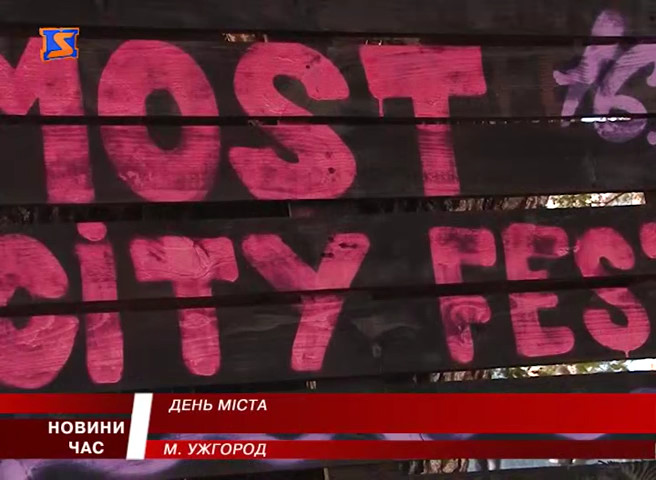 MOST
CITY FEST
ДЕНЬ МІСТА
НОВИНИ
ЧАС
М. УЖГОРОД